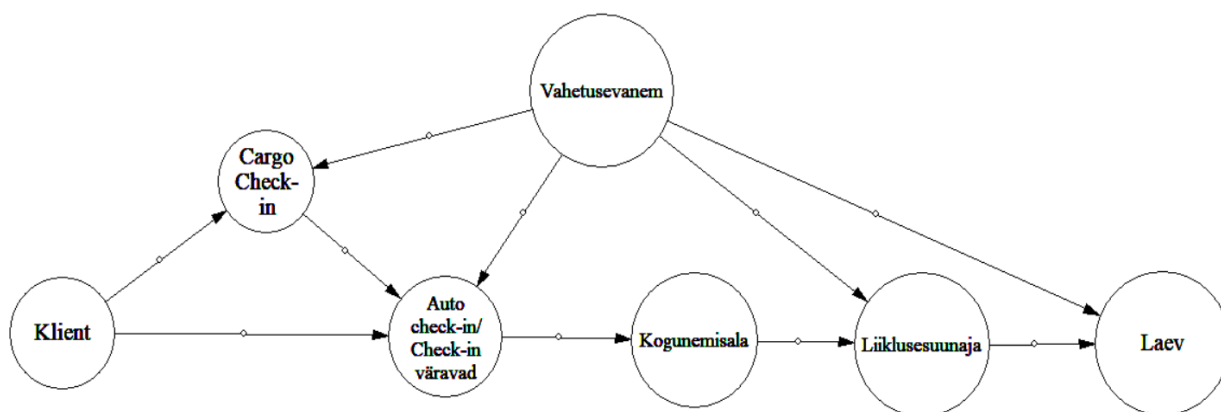 Vahetusevanem
Cargo
Check-
in
Klient
Auto
check-in/
Check-in
väravad
Kogunemisala
Liiklusesuunaja
Laev